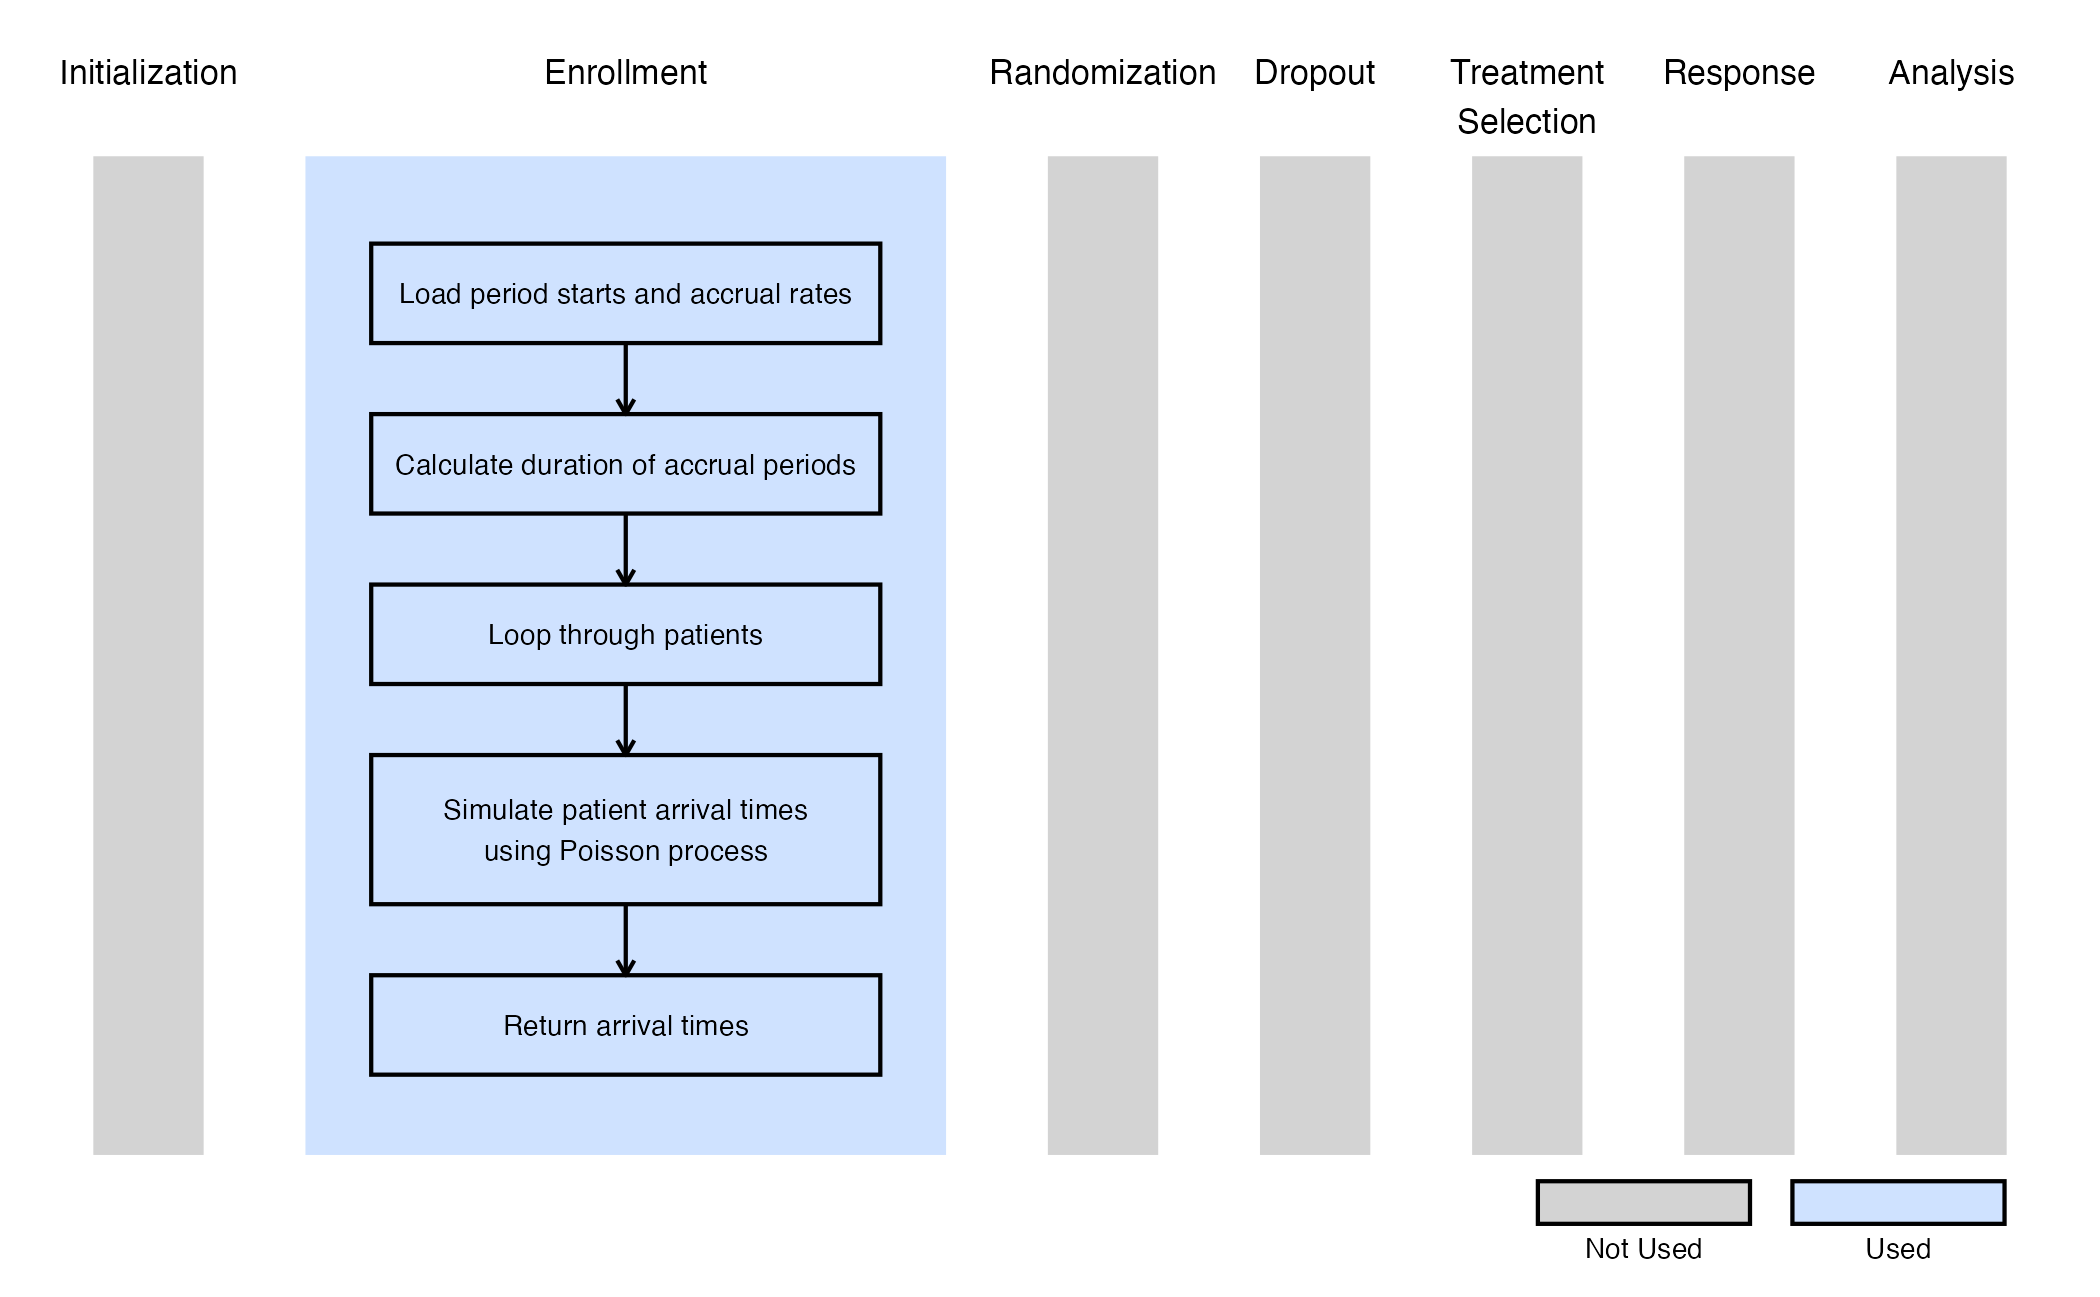 Initialization
Enrollment
Randomization
Dropout
Treatment
Selection
Response
Analysis
Load period starts and accrual rates
Calculate duration of accrual periods
Loop through patients
Simulate patient arrival times
using Poisson process
Return arrival times
Not Used
Used